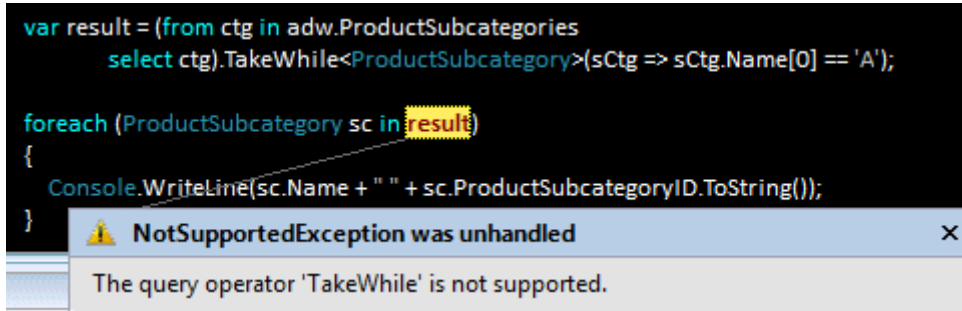 var result = (from ctg in adw.ProductSubcategories
select ctg).TakeWhile<ProductSubcategory>(sCtg => sCtg.Name[0] == 'A');
foreach (ProductSubcategory sc in result)
{
Console.WriteLine(sc.Name + " " + sc.ProductSubcategoryID.ToString());
}
NotSupportedException was unhandled
The query operator 'TakeWhile' is not supported.